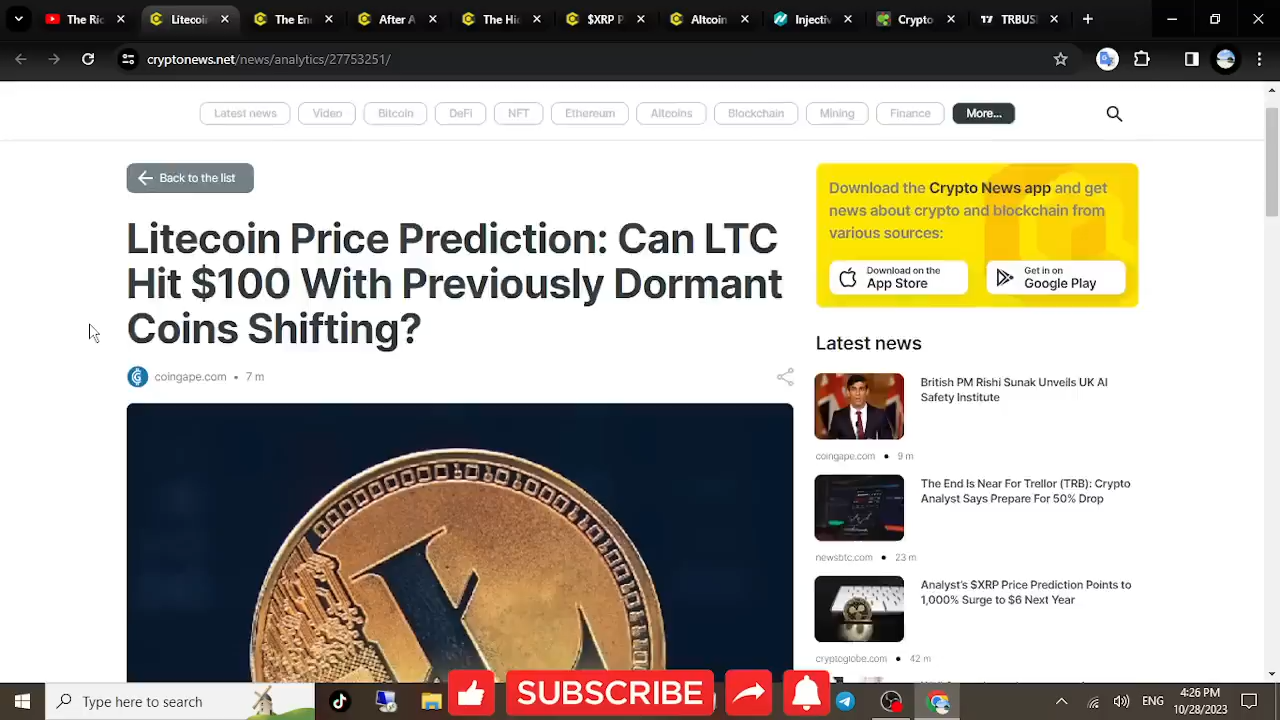 The Ric
Litecoin
The End
After A
The Hi
$XRP P
Altcoin
Injectiv
Crypto
TRBUS
cryptonews.net/news/analytics/27753251/
Latest news
Video
Bitcoin
DeFi
NFT
Ethereum
Altcoins
Blockchain
Mining
Finance
More...
Back to the list
Litecoin Price Prediction: Can LTC
Hit $100 With Previously Dormant
Coins Shifting?
coingape.com • 7 m
Download the Crypto News app and get
news about crypto and blockchain from
various sources:
Download on the
App Store
Get in on
Google Play
Latest news
British PM Rishi Sunak Unveils UK AI
Safety Institute
coingape.com • 9 m
The End Is Near For Trellor (TRB): Crypto
Analyst Says Prepare For 50% Drop
newsbtc.com • 23 m
Analyst's $XRP Price Prediction Points to
1,000% Surge to $6 Next Year
cryptoglobe.com • 42 m
Type here to search
SUBSCRIBE
ENG
4:26 PM
10/28/2023